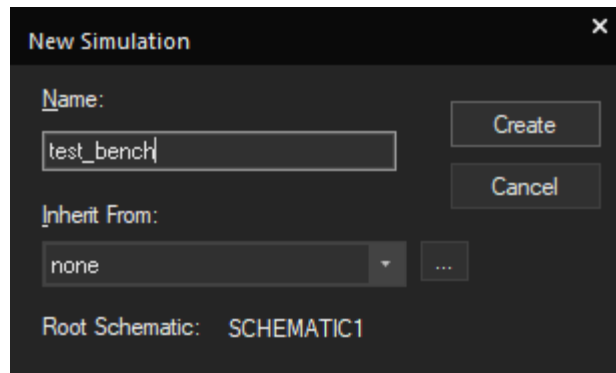 New Simulation
Name:
test_bench
Create
Cancel
Inherit From:
none
...
Root Schematic: SCHEMATIC1